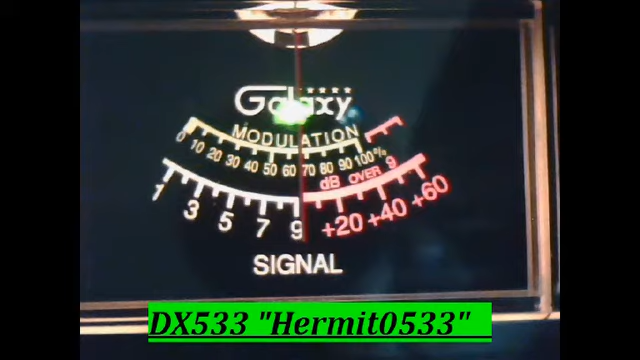 Galaxy
MODULATION
0 10 20 30 40 50 60 70 80 90 100%
dB OVER 9
1 3 5 7 9 +20 +40 +60
SIGNAL
DX533 "Hermit0533"